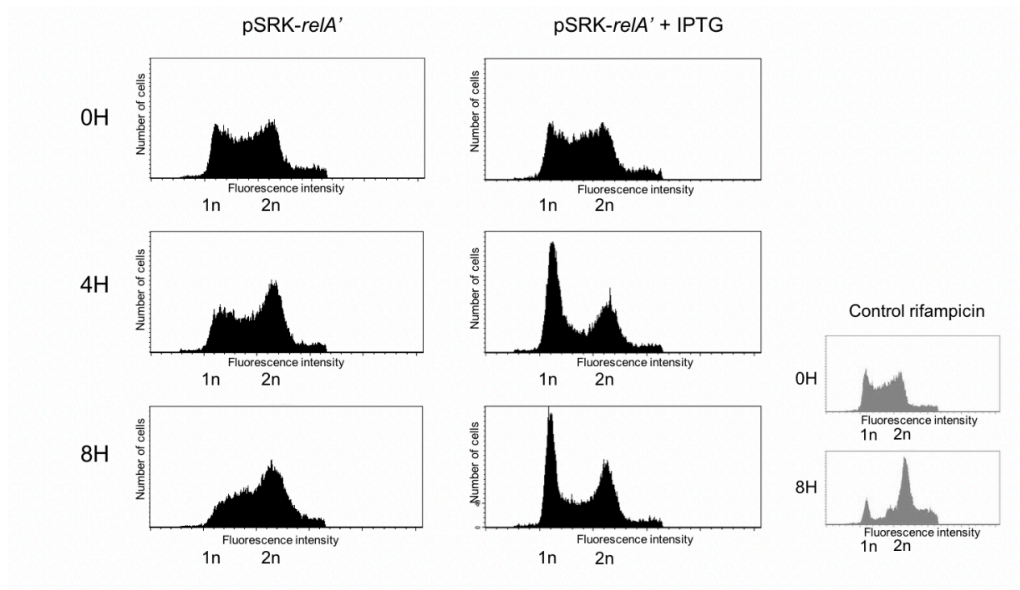 pSRK-relA’
pSRK-relA’ + IPTG
0H
Number of cells
Fluorescence intensity
1n 2n
Number of cells
Fluorescence intensity
1n 2n
4H
Number of cells
Fluorescence intensity
1n 2n
Number of cells
Fluorescence intensity
1n 2n
8H
Number of cells
Fluorescence intensity
1n 2n
Number of cells
0
Fluorescence intensity
1n 2n
Control rifampicin
0H
Fluorescence intensity
1n 2n
8H
Fluorescence intensity
1n 2n